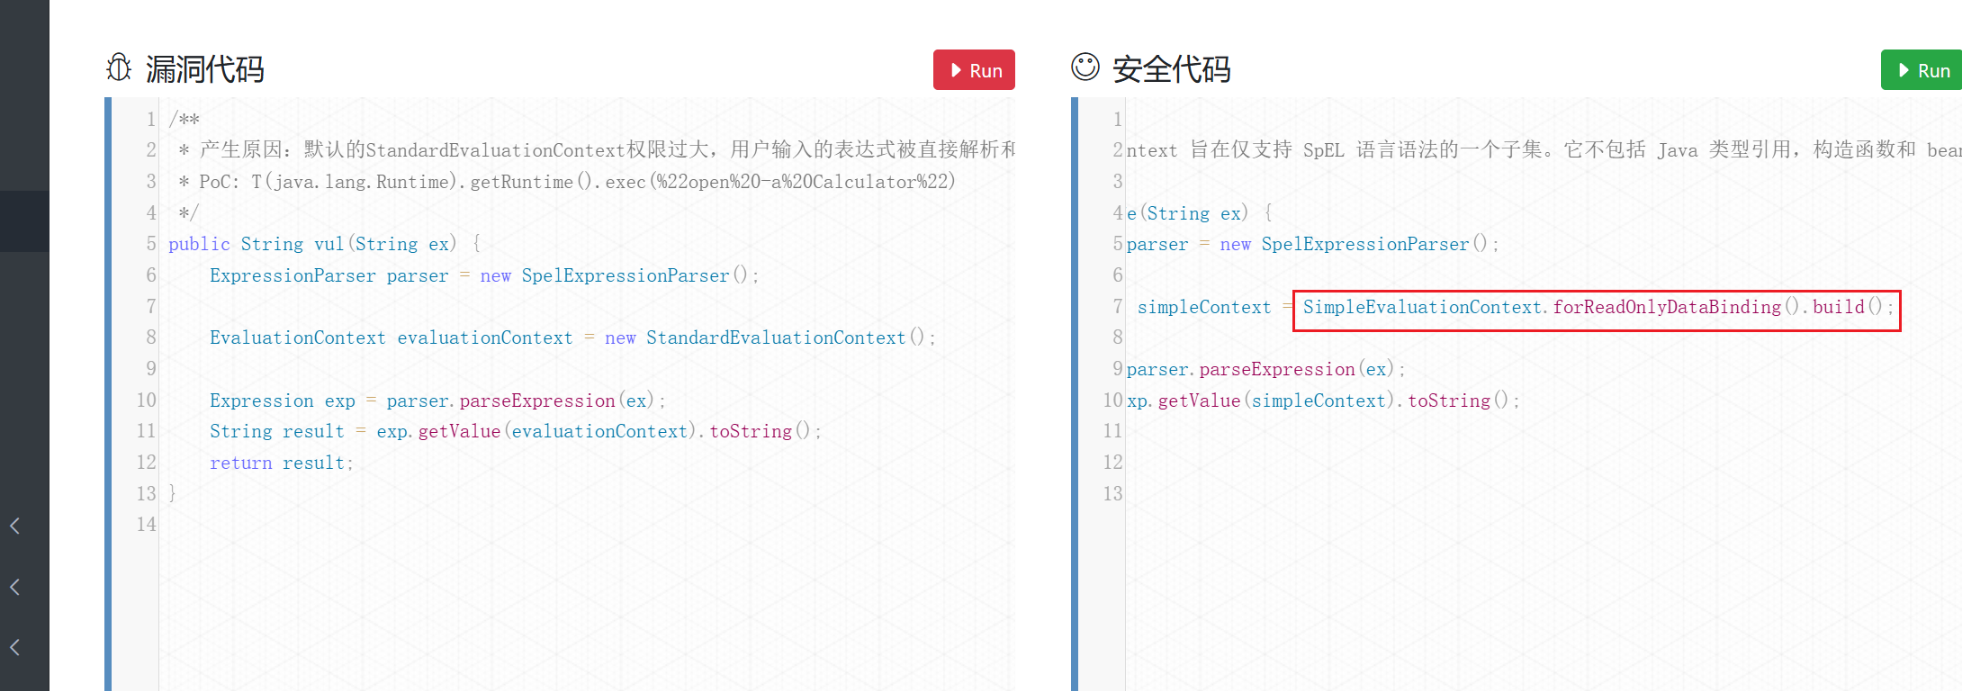 漏洞代码
Run
1 /**
2  * 产生原因：默认的StandardEvaluationContext权限过大，用户输入的表达式被直接解析和
3  * PoC: T(java.lang.Runtime).getRuntime().exec(%22open%20-a%20Calculator%22)
4  */
5 public String vul(String ex) {
6     ExpressionParser parser = new SpelExpressionParser();
7
8     EvaluationContext evaluationContext = new StandardEvaluationContext();
9
10     Expression exp = parser.parseExpression(ex);
11     String result = exp.getValue(evaluationContext).toString();
12     return result;
13 }
14
安全代码
Run
1
2 ntext 旨在仅支持 SpEL 语言语法的一个子集。它不包括 Java 类型引用，构造函数和 bean
3
4 e(String ex) {
5 parser = new SpelExpressionParser();
6
7  simpleContext = SimpleEvaluationContext.forReadOnlyDataBinding().build();
8
9 parser.parseExpression(ex);
10 xp.getValue(simpleContext).toString();
11
12
13